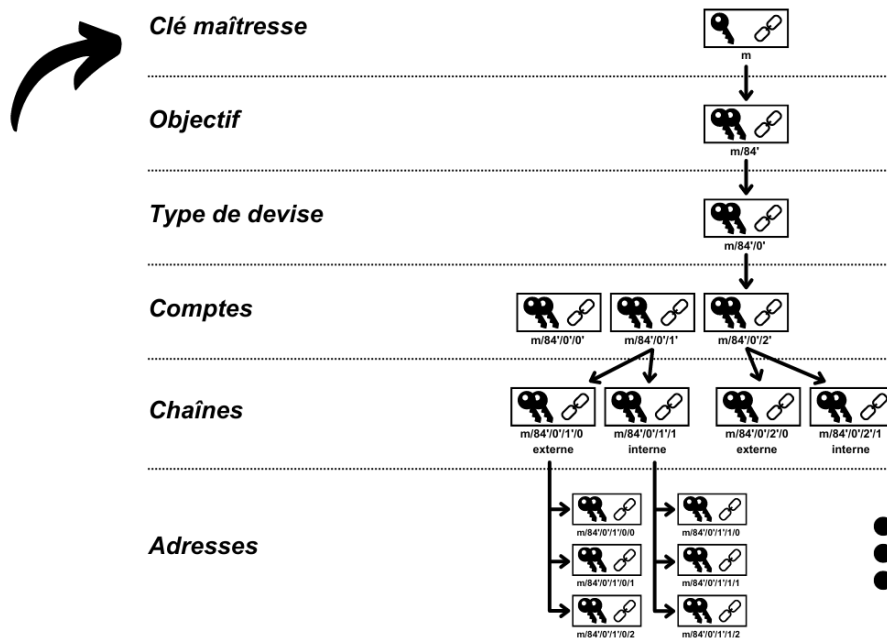 Clé maîtresse
m
Objectif
m/84'
Type de devise
m/84'/0'
Comptes
m/84'/0'/0' m/84'/0'/1' m/84'/0'/2'
Chaînes
m/84'/0'/1'/0 m/84'/0'/1'/1 m/84'/0'/2'/0 m/84'/0'/2'/1
externe interne externe interne
Adresses
m/84'/0'/1'/0/0 m/84'/0'/1'/1/0
m/84'/0'/1'/0/1 m/84'/0'/1'/1/1
m/84'/0'/1'/0/2 m/84'/0'/1'/1/2